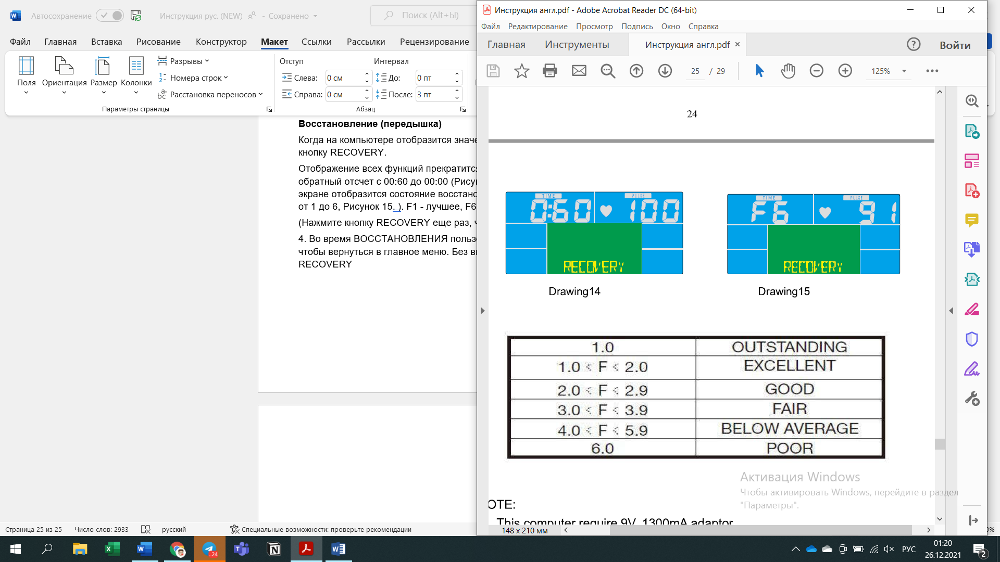 Автосохранение
Инструкция рус. (NEW)
- Сохранено
Поиск (Alt+Ы)
Файл Главная Вставка Рисование Конструктор Макет Ссылки Рассылки Рецензирование
Поля
Ориентация
Размер
Колонки
Разрывы
Номера строк
Расстановка переносов
Параметры страницы
Отступ
Слева: 0 см
Справа: 0 см
Интервал
До: 0 пт
После: 3 пт
Абзац
Восстановление (передышка)
Когда на компьютере отобразится
кнопку RECOVERY.
Отображение всех функций прекратится
обратный отсчет с 00:60 до 00:00
экране отобразится состояние
от 1 до 6, Рисунок 15. ). F1 - лучшее, F6
(Нажмите кнопку RECOVERY еще раз,
4. Во время ВОССТАНОВЛЕНИЯ
чтобы вернуться в главное меню. Без
RECOVERY
Страница 25 из 25
Число слов: 2933
русский
Специальные возможности: проверьте рекомендации
Инструкция англ.pdf - Adobe Acrobat Reader DC (64-bit)
Файл Редактирование Просмотр Подпись Окно Справка
Главная Инструменты Инструкция англ.pdf ×
Войти
25 / 29
125%
24
TIME PULSE
0:60 100
RECOVERY
Drawing14
TIME PULSE
F6 91
RECOVERY
Drawing15
1.0 OUTSTANDING
1.0 < F < 2.0 EXCELLENT
2.0 < F < 2.9 GOOD
3.0 < F < 3.9 FAIR
4.0 < F < 5.9 BELOW AVERAGE
6.0 POOR
OTE:
This computer require 9V, 1300mA adaptor
Активация Windows
Чтобы активировать Windows, перейдите в раздел
"Параметры".
148 x 210 мм
0%
..24
РУС
01:20
26.12.2021
2